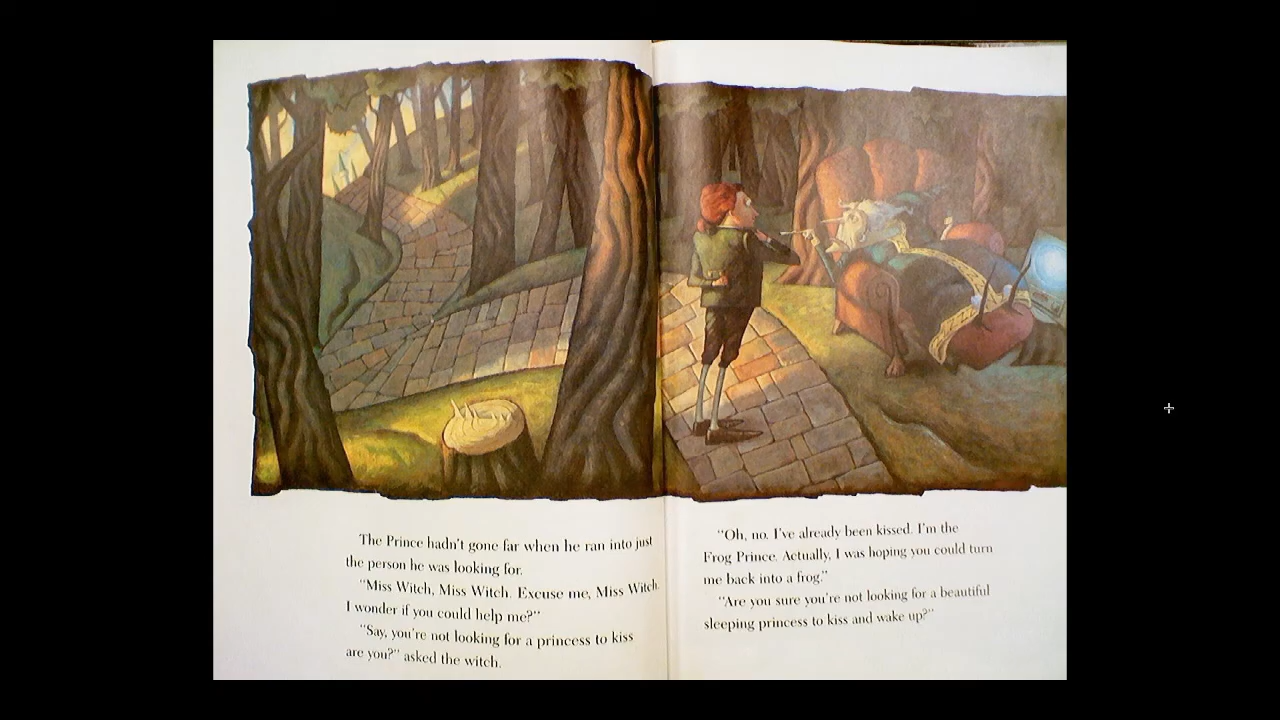 The Prince hadn't gone far when he ran into just
the person he was looking for.
"Miss Witch, Miss Witch. Excuse me, Miss Witch.
I wonder if you could help me?"
"Say, you're not looking for a princess to kiss
are you?" asked the witch.
"Oh, no. I've already been kissed. I'm the
Frog Prince. Actually, I was hoping you could turn
me back into a frog."
"Are you sure you're not looking for a beautiful
sleeping princess to kiss and wake up?"